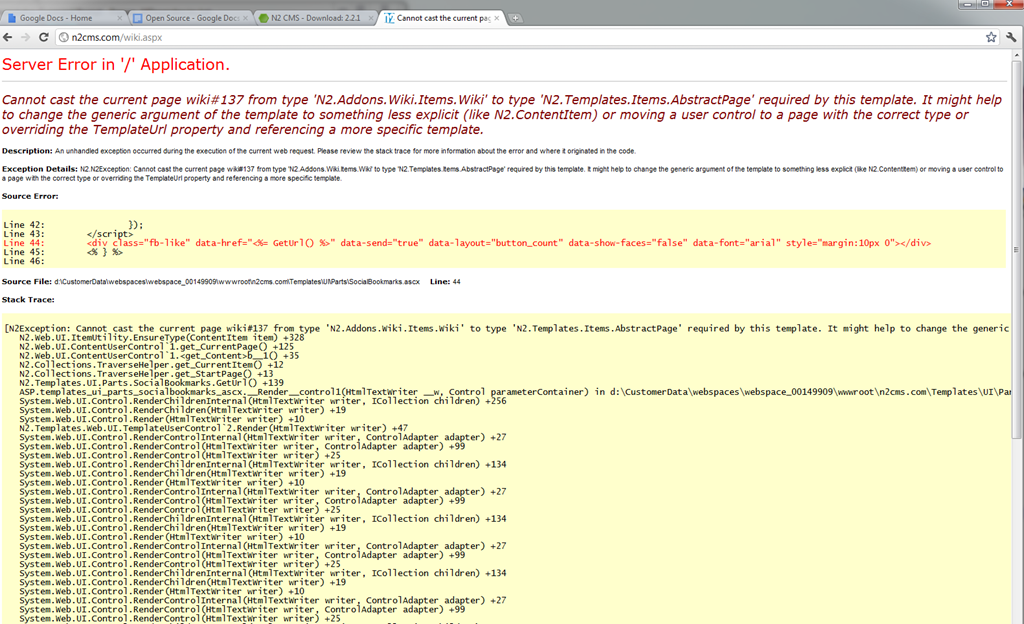 Google Docs - Home
Open Source - Google Doc
N2 CMS - Download: 2.2.1
Cannot cast the current pag
n2cms.com/wiki.aspx
Server Error in '/' Application.
Cannot cast the current page wiki#137 from type 'N2.Addons.Wiki.Items.Wiki' to type 'N2.Templates.Items.AbstractPage' required by this template. It might help
to change the generic argument of the template to something less explicit (like N2.ContentItem) or moving a user control to a page with the correct type or
overriding the TemplateUrl property and referencing a more specific template.
Description: An unhandled exception occurred during the execution of the current web request. Please review the stack trace for more information about the error and where it originated in the code.
Exception Details: N2.N2Exception: Cannot cast the current page wiki#137 from type 'N2.Addons.Wiki.Items.Wiki' to type 'N2.Templates.Items.AbstractPage' required by this template. It might help to change the generic argument of the template to something less explicit (like N2.ContentItem) or moving a user control to
a page with the correct type or overriding the TemplateUrl property and referencing a more specific template.
Source Error:
Line 42: });
Line 43: </script>
Line 44: <div class="fb-like" data-href="<%= GetUrl() %>" data-send="true" data-layout="button_count" data-show-faces="false" data-font="arial" style="margin:10px 0"></div>
Line 45: <% } %>
Line 46:
Source File: d:\CustomerData\webspaces\webspace_00149909\wwwroot\n2cms.com\Templates\UI\Parts\SocialBookmarks.ascx Line: 44
Stack Trace:
[N2Exception: Cannot cast the current page wiki#137 from type 'N2.Addons.Wiki.Items.Wiki' to type 'N2.Templates.Items.AbstractPage' required by this template. It might help to change the generic
N2.Web.UI.ItemUtility.EnsureType(ContentItem item) +328
N2.Web.UI.ContentUserControl`1.get_CurrentPage() +125
N2.Web.UI.ContentUserControl`1.<get_Content>b__1() +35
N2.Collections.TraverseHelper.get_CurrentItem() +12
N2.Collections.TraverseHelper.get_StartPage() +13
N2.Templates.UI.Parts.SocialBookmarks.GetUrl() +139
ASP.templates_ui_parts_socialbookmarks_ascx.__Render__control1(HtmlTextWriter __w, Control parameterContainer) in d:\CustomerData\webspaces\webspace_00149909\wwwroot\n2cms.com\Templates\UI\Par
System.Web.UI.Control.RenderChildrenInternal(HtmlTextWriter writer, ICollection children) +256
System.Web.UI.Control.RenderChildren(HtmlTextWriter writer) +19
System.Web.UI.Control.Render(HtmlTextWriter writer) +10
N2.Templates.Web.UI.TemplateUserControl`2.Render(HtmlTextWriter writer) +47
System.Web.UI.Control.RenderControlInternal(HtmlTextWriter writer, ControlAdapter adapter) +27
System.Web.UI.Control.RenderControl(HtmlTextWriter writer, ControlAdapter adapter) +99
System.Web.UI.Control.RenderControl(HtmlTextWriter writer) +25
System.Web.UI.Control.RenderChildrenInternal(HtmlTextWriter writer, ICollection children) +134
System.Web.UI.Control.RenderChildren(HtmlTextWriter writer) +19
System.Web.UI.Control.Render(HtmlTextWriter writer) +10
System.Web.UI.Control.RenderControlInternal(HtmlTextWriter writer, ControlAdapter adapter) +27
System.Web.UI.Control.RenderControl(HtmlTextWriter writer, ControlAdapter adapter) +99
System.Web.UI.Control.RenderControl(HtmlTextWriter writer) +25
System.Web.UI.Control.RenderChildrenInternal(HtmlTextWriter writer, ICollection children) +134
System.Web.UI.Control.RenderChildren(HtmlTextWriter writer) +19
System.Web.UI.Control.Render(HtmlTextWriter writer) +10
System.Web.UI.Control.RenderControlInternal(HtmlTextWriter writer, ControlAdapter adapter) +27
System.Web.UI.Control.RenderControl(HtmlTextWriter writer, ControlAdapter adapter) +99
System.Web.UI.Control.RenderControl(HtmlTextWriter writer) +25
System.Web.UI.Control.RenderChildrenInternal(HtmlTextWriter writer, ICollection children) +134
System.Web.UI.Control.RenderChildren(HtmlTextWriter writer) +19
System.Web.UI.Control.Render(HtmlTextWriter writer) +10
System.Web.UI.Control.RenderControlInternal(HtmlTextWriter writer, ControlAdapter adapter) +27
System.Web.UI.Control.RenderControl(HtmlTextWriter writer, ControlAdapter adapter) +99
System.Web.UI.Control.RenderControl(HtmlTextWriter writer) +25